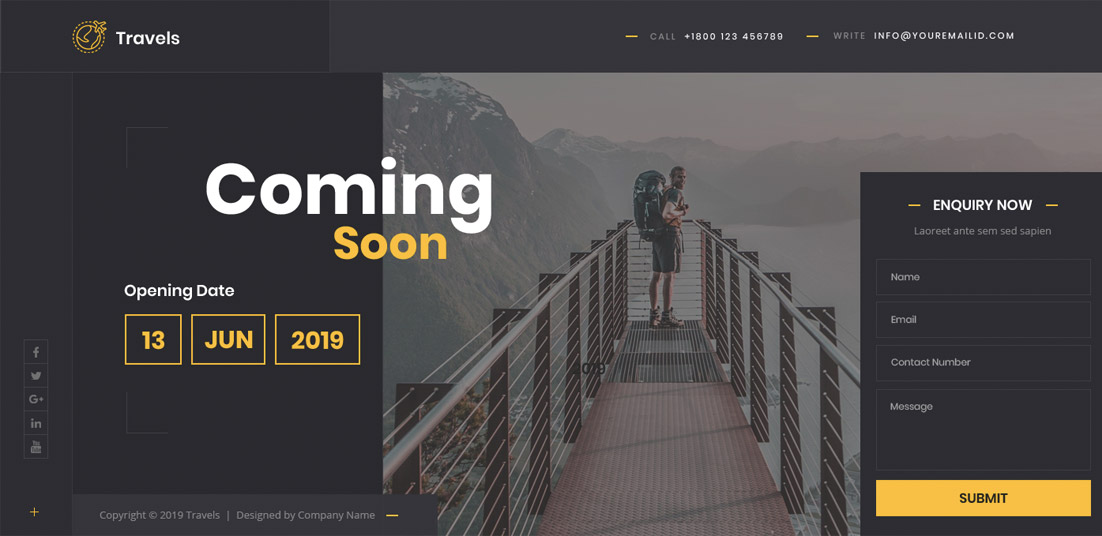 Travels
CALL +1800 123 456789
WRITE INFO@YOUREMAILID.COM
Coming
Soon
Opening Date
13 JUN 2019
2019
ENQUIRY NOW
Laoreet ante sem sed sapien
Name
Email
Contact Number
Message
SUBMIT
Copyright © 2019 Travels | Designed by Company Name